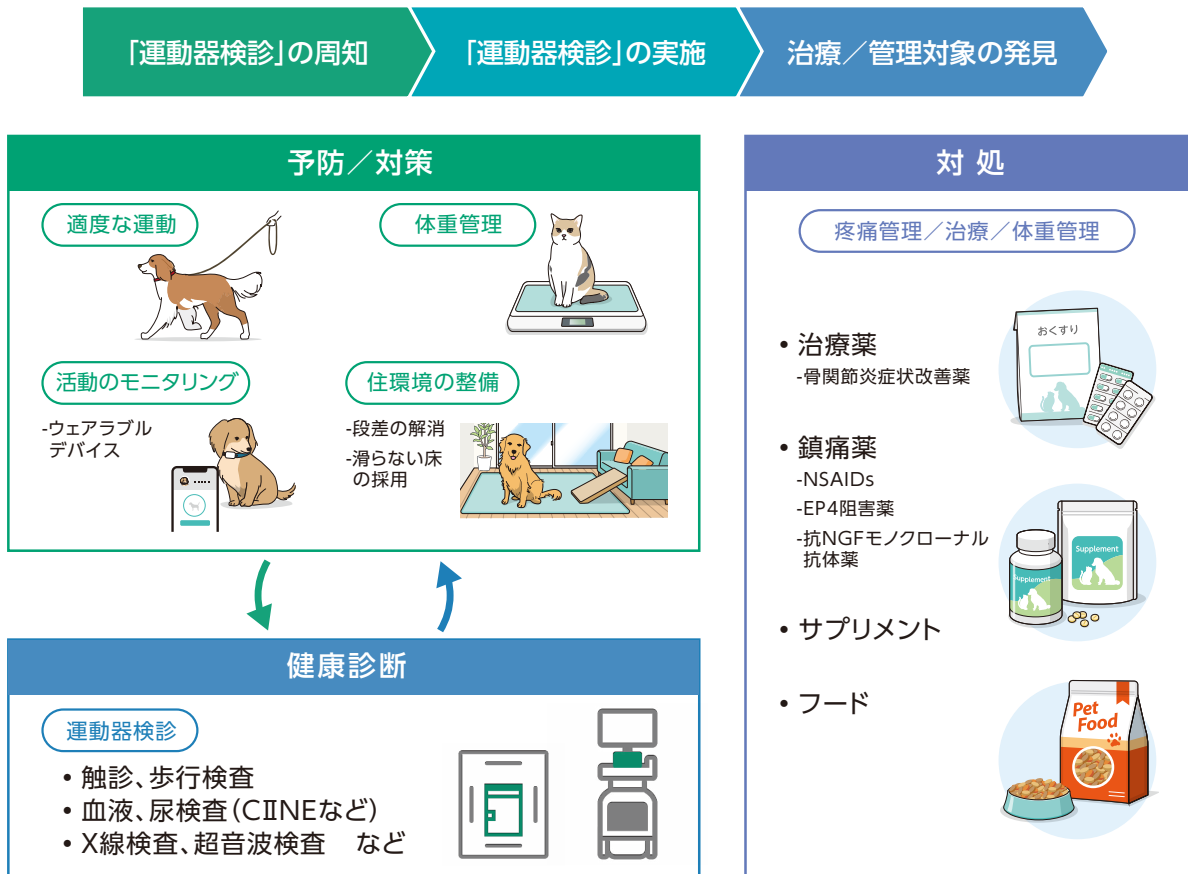 「運動器検診」の周知
「運動器検診」の実施
治療／管理対象の発見
予防／対策
適度な運動
体重管理
活動のモニタリング
-ウェアラブル
デバイス
住環境の整備
-段差の解消
-滑らない床
の採用
健康診断
運動器検診
• 触診、歩行検査
• 血液、尿検査（CⅡNEなど）
• X線検査、超音波検査　など
対 処
疼痛管理／治療／体重管理
• 治療薬
-骨関節炎症状改善薬
おくすり
• 鎮痛薬
-NSAIDs
-EP4阻害薬
-抗NGFモノクローナル
抗体薬
Supplement
Supplement
• サプリメント
• フード
Pet
Food